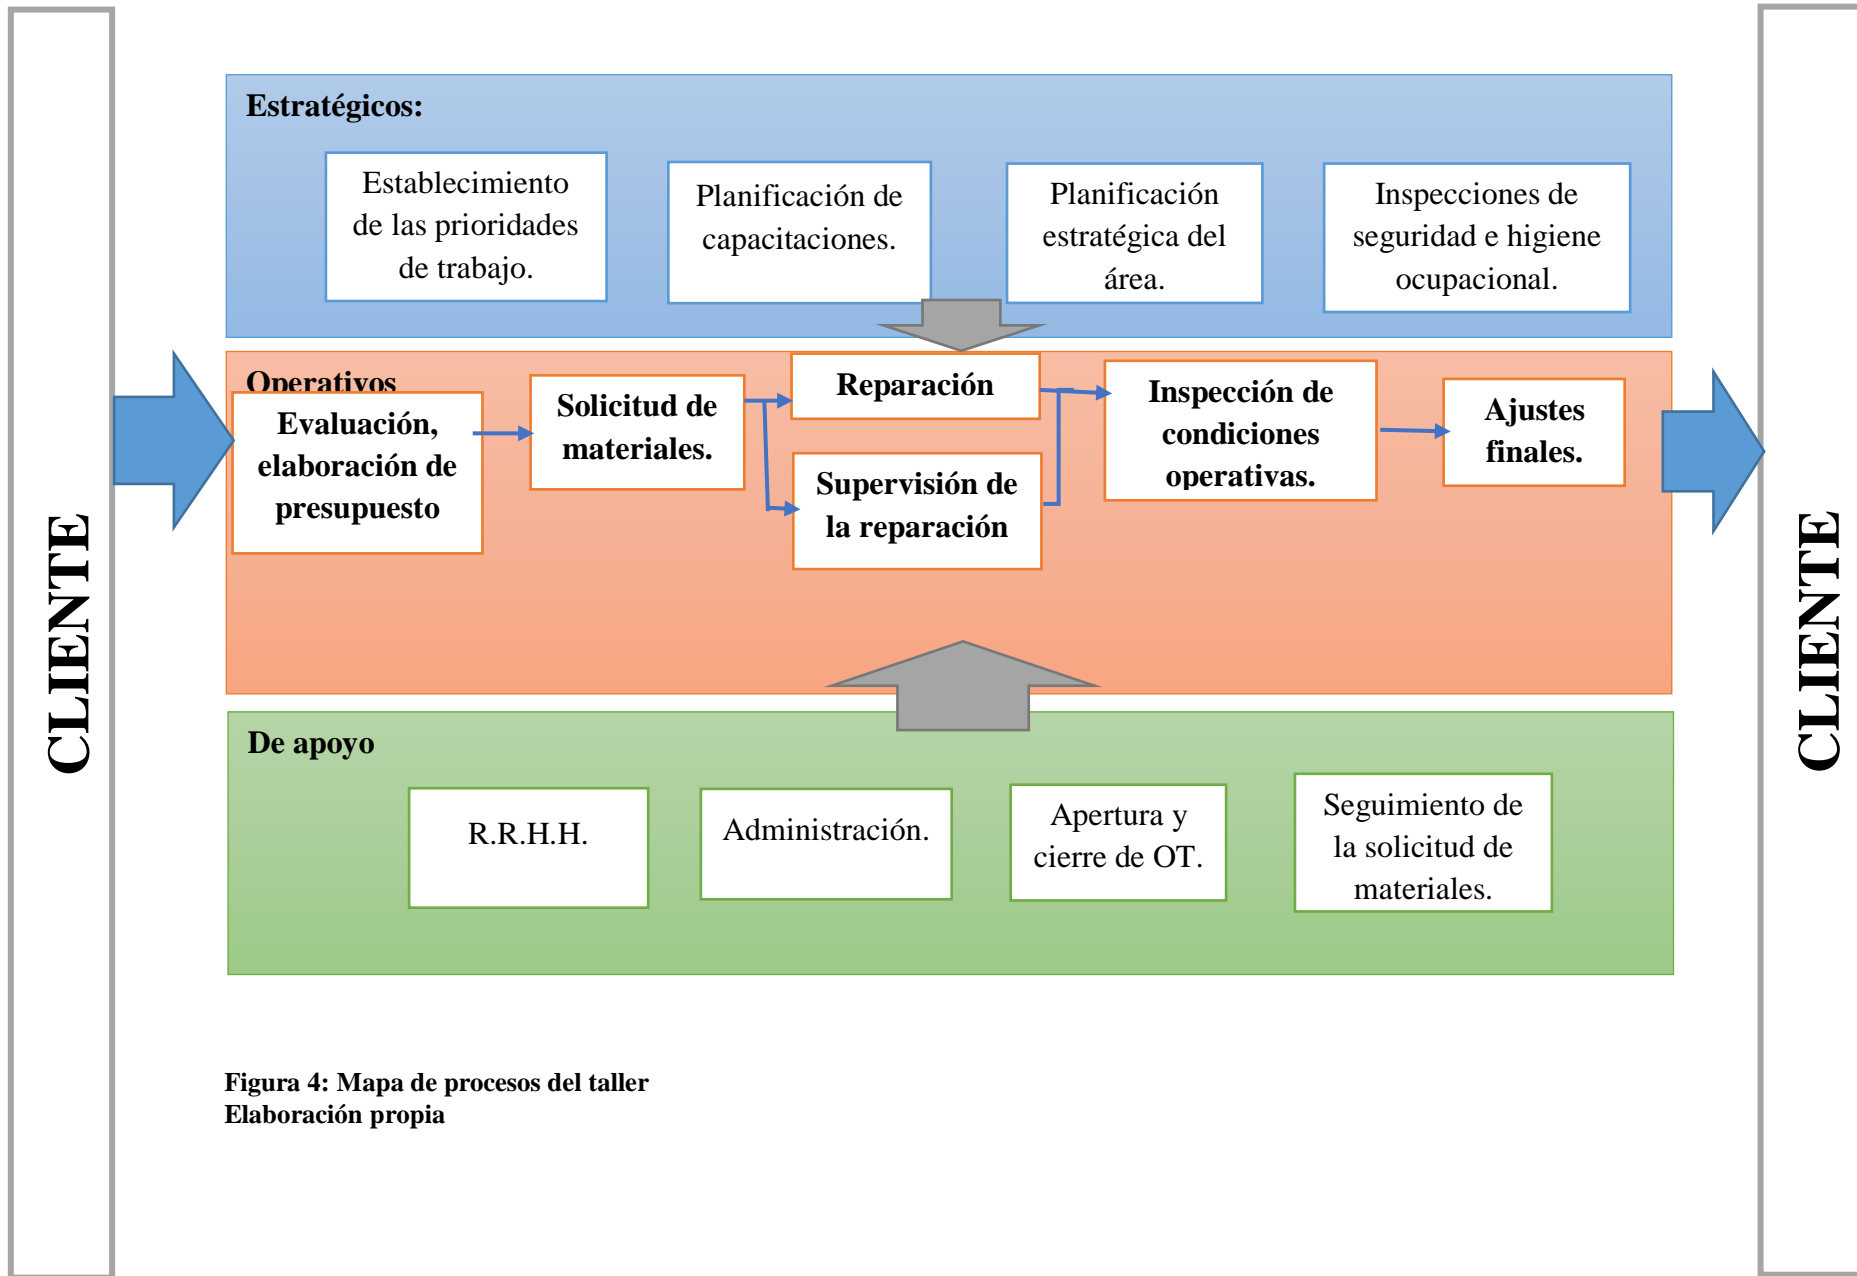 CLIENTE
Estratégicos:
Establecimiento
de las prioridades
de trabajo.
Planificación de
capacitaciones.
Planificación
estratégica del
área.
Inspecciones de
seguridad e higiene
ocupacional.
Operativos
Evaluación,
elaboración de
presupuesto
Solicitud de
materiales.
Reparación
Supervisión de
la reparación
Inspección de
condiciones
operativas.
Ajustes
finales.
De apoyo
R.R.H.H.
Administración.
Apertura y
cierre de OT.
Seguimiento de
la solicitud de
materiales.
CLIENTE
Figura 4: Mapa de procesos del taller
Elaboración propia